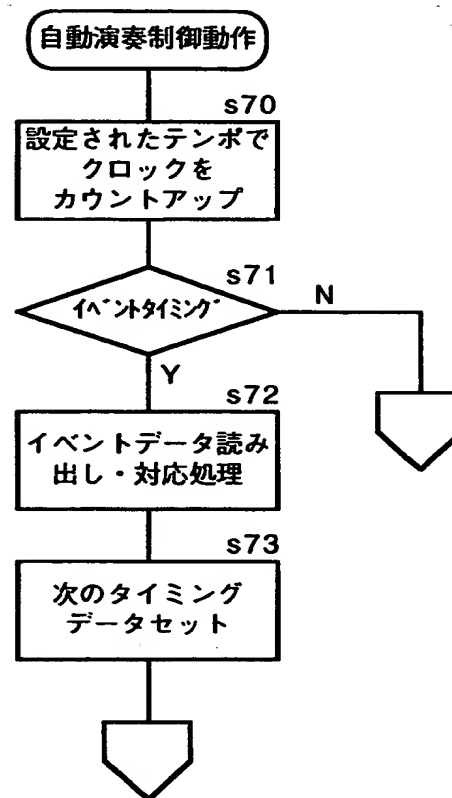 自動演奏制御動作
s70
設定されたテンポで
クロックを
カウントアップ
s71
ｲﾍﾞﾝﾄﾀｲﾐﾝｸﾞ
N
Y
s72
イベントデータ読み
出し・対応処理
s73
次のタイミング
データセット